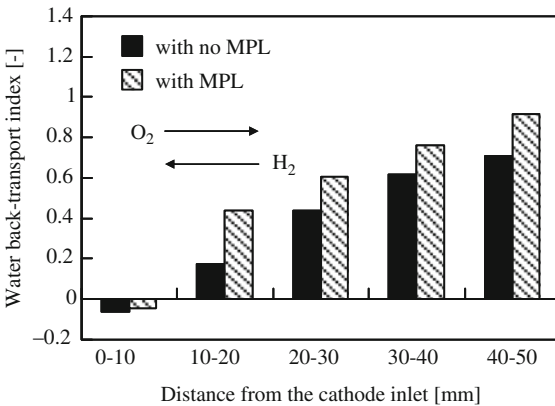 1.4
1.2
1
0.8
0.6
0.4
0.2
0
–0.2
Water back-transport index [-]
with no MPL
with MPL
O2
H2
0-10 10-20 20-30 30-40 40-50
Distance from the cathode inlet [mm]